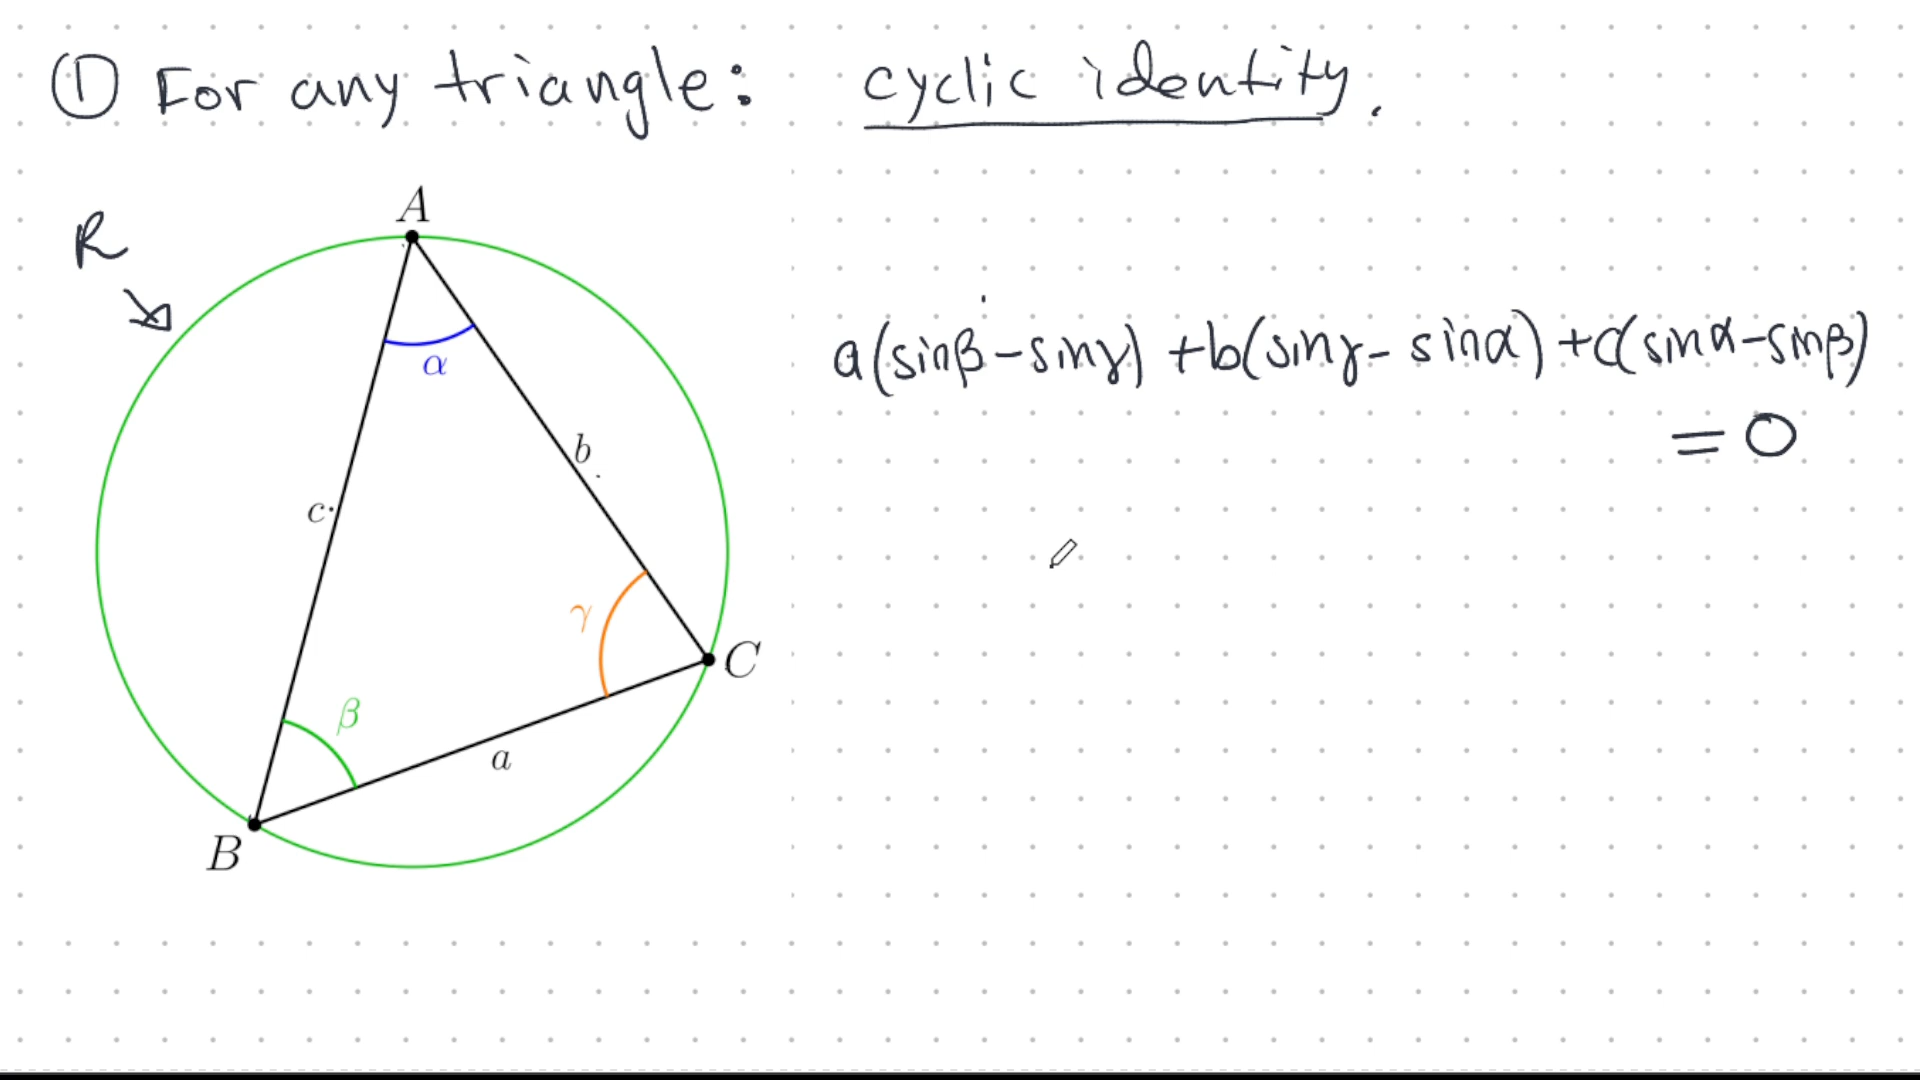 ① For any triangle: cyclic identity.
A
R
α
a(sinβ-sinγ) +b(sinγ- sinα) +c(sinα-sinβ)
= 0
b
c
γ
C
β
a
B